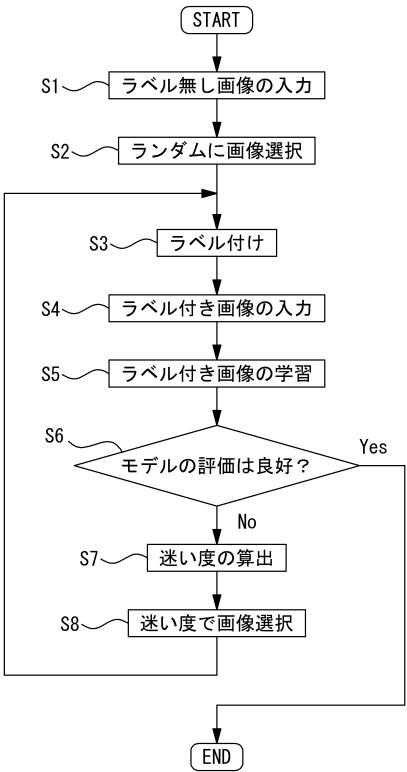 START
S1
ラベル無し画像の入力
S2
ランダムに画像選択
S3
ラベル付け
S4
ラベル付き画像の入力
S5
ラベル付き画像の学習
S6
モデルの評価は良好?
Yes
No
S7
迷い度の算出
S8
迷い度で画像選択
END